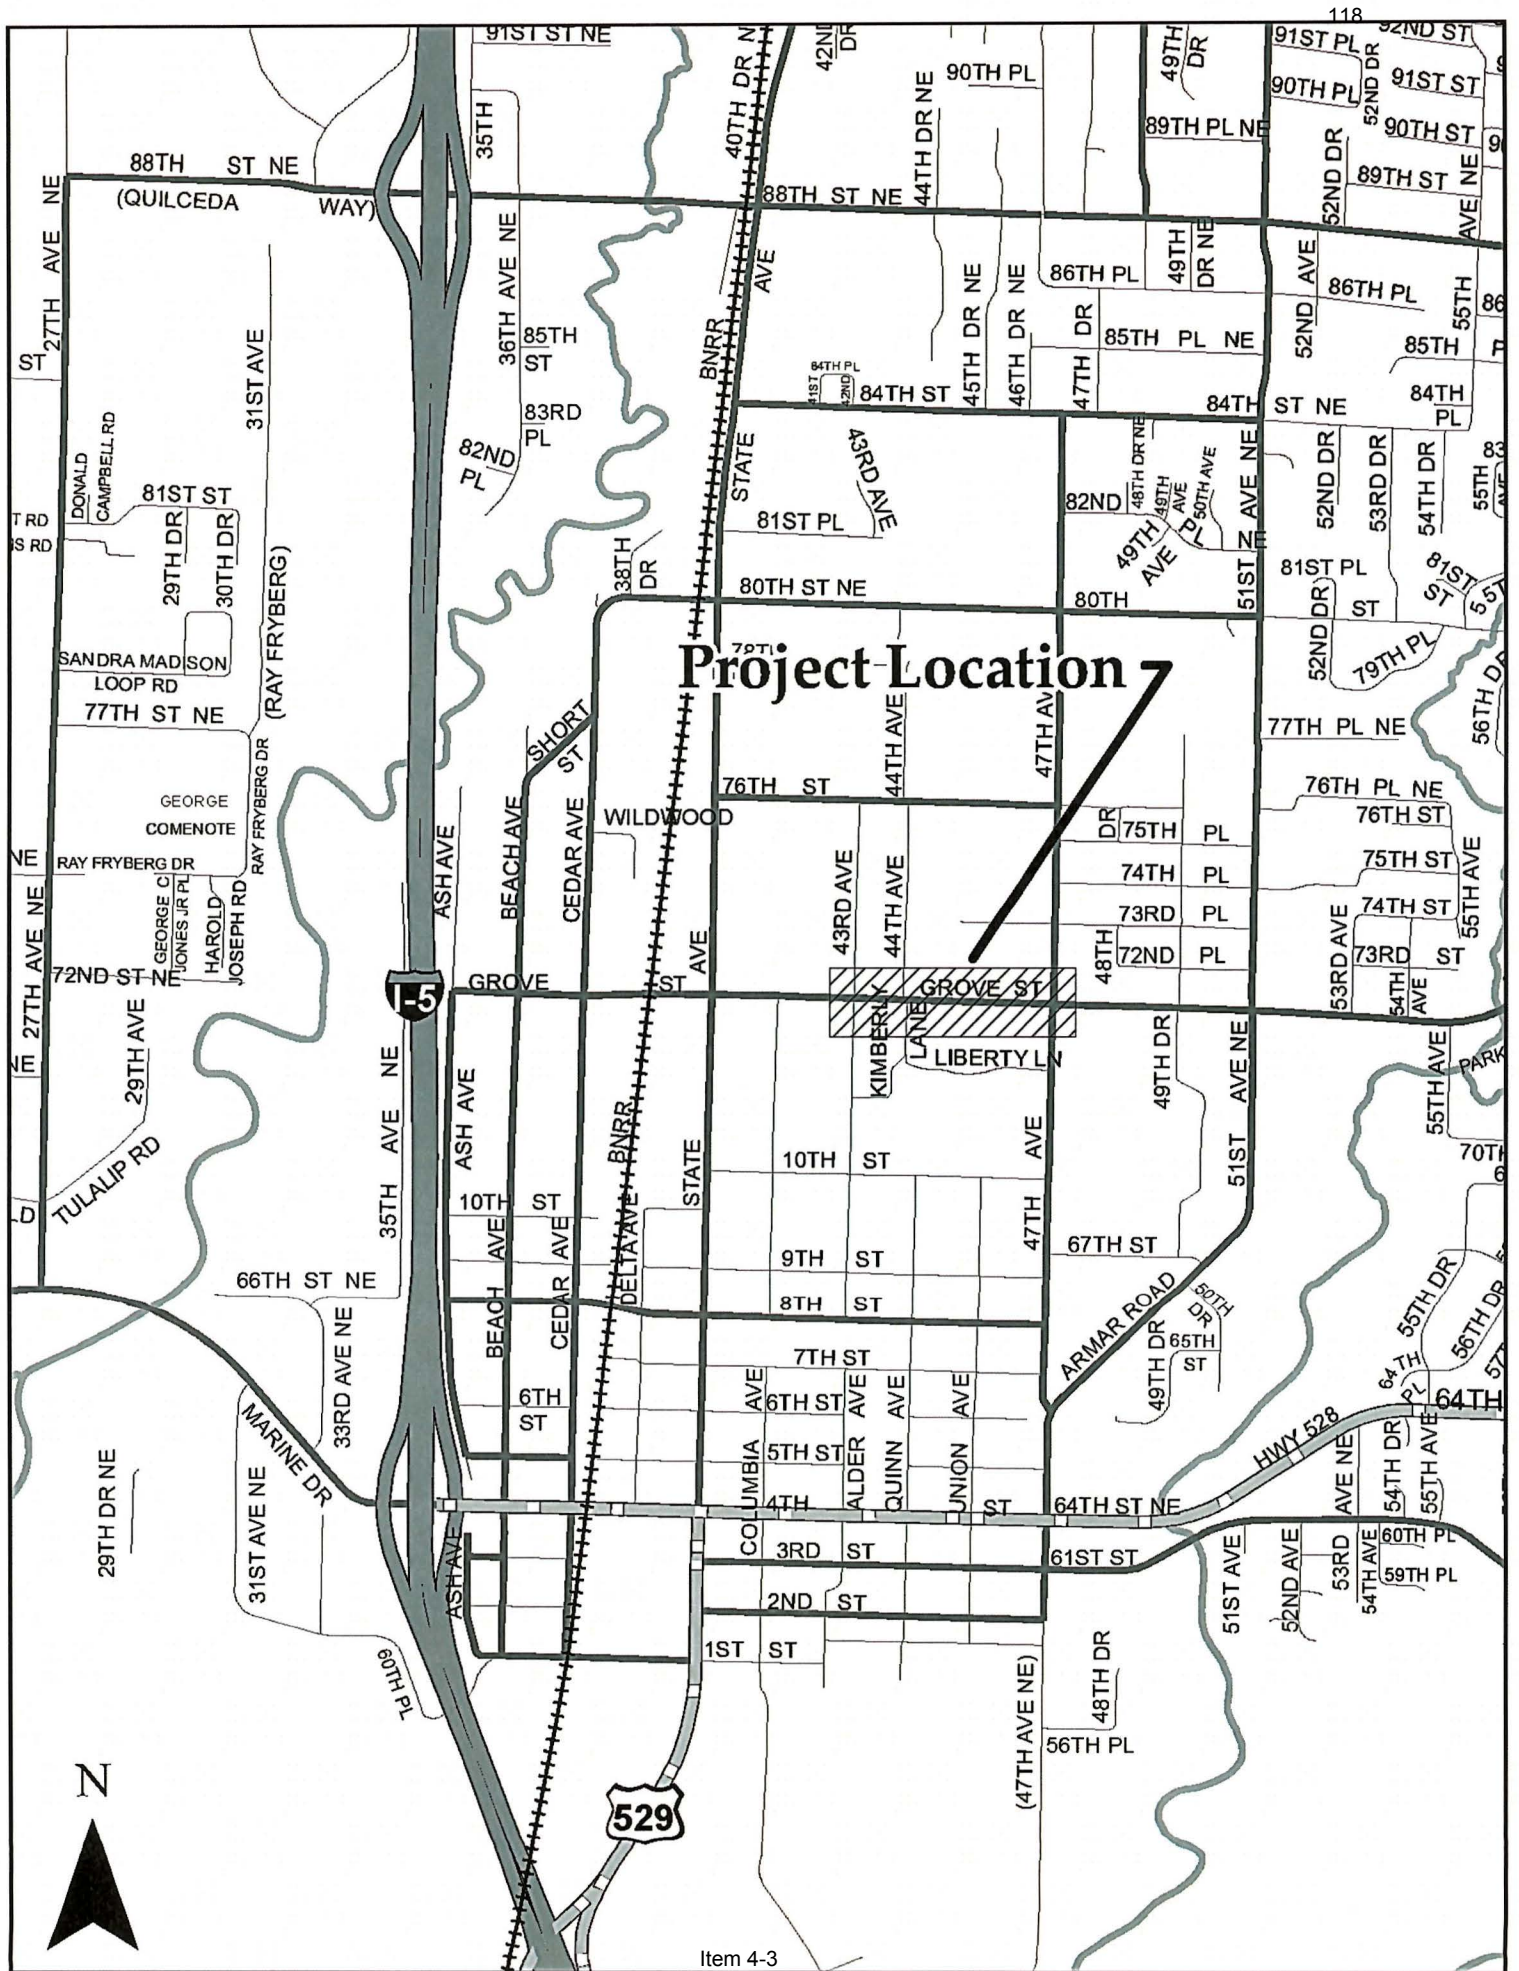 118
91ST ST NE
40TH DR NE
42ND DR
90TH PL
49TH DR
91ST PL
92ND ST
52ND DR
90TH PL
91ST ST
35TH
44TH DR NE
89TH PL NE
90TH ST
52ND DR
89TH ST
88TH ST NE
(QUILCEDA WAY)
88TH ST NE
27TH AVE NE
36TH AVE NE
AVE
49TH DR NE
AVE NE
86TH PL
52ND AVE
86TH PL
55TH
86
BNRR
45TH DR NE
46TH DR NE
47TH DR
85TH PL NE
85TH
ST
31ST AVE
85TH ST
84TH PL
41ST
42ND
84TH ST
84TH ST NE
84TH PL
83RD PL
82ND PL
DONALD CAMPBELL RD
81ST ST
29TH DR
30TH DR
STATE
43RD AVE
81ST PL
82ND
48TH DR NE
49TH AVE
50TH AVE
49TH AVE
PL NE
51ST AVE NE
52ND DR
53RD DR
54TH DR
83
55TH AVE
T RD
IS RD
38TH DR
80TH ST NE
80TH
81ST PL
ST
81ST ST
52ND DR
79TH PL
56TH DR
(RAY FRYBERG)
SANDRA MADISON
LOOP RD
77TH ST NE
Project Location
SHORT ST
44TH AVE
47TH AV
77TH PL NE
RAY FRYBERG DR
GEORGE
COMENOTE
76TH ST
76TH PL NE
76TH ST
WILDWOOD
DR
75TH PL
75TH ST
NE
RAY FRYBERG DR
ASH AVE
BEACH AVE
CEDAR AVE
43RD AVE
44TH AVE
74TH PL
73RD PL
74TH ST
55TH AVE
GEORGE C JONES JR PL
HAROLD JOSEPH RD
72ND ST NE
27TH AVE NE
AVE
48TH
72ND PL
53RD AVE
73RD ST
54TH AVE
I-5
GROVE ST
GROVE ST
KIMBERLY
LANE
LIBERTY LN
29TH AVE
NE
35TH AVE NE
ASH AVE
49TH DR
51ST AVE NE
55TH AVE
PARK
BNRR
TULALIP RD
STATE
10TH ST
47TH AVE
70TH
10TH ST
BEACH AVE
CEDAR AVE
DELTA AVE
9TH ST
67TH ST
66TH ST NE
33RD AVE NE
8TH ST
ARMAR ROAD
50TH DR
55TH DR
56TH DR
57T
7TH ST
49TH DR
65TH ST
64TH PL
6TH ST
6TH ST
MARINE DR
COLUMBIA AVE
ALDER AVE
QUINN AVE
UNION AVE
64TH
HWY 528
5TH ST
29TH DR NE
31ST AVE NE
4TH ST
64TH ST NE
AVE NE
54TH DR
55TH AVE
ASH AVE
3RD ST
61ST ST
51ST AVE
52ND AVE
53RD
54TH AVE
60TH PL
59TH PL
2ND ST
60TH PL
1ST ST
(47TH AVE NE)
48TH DR
56TH PL
N
529
Item 4-3